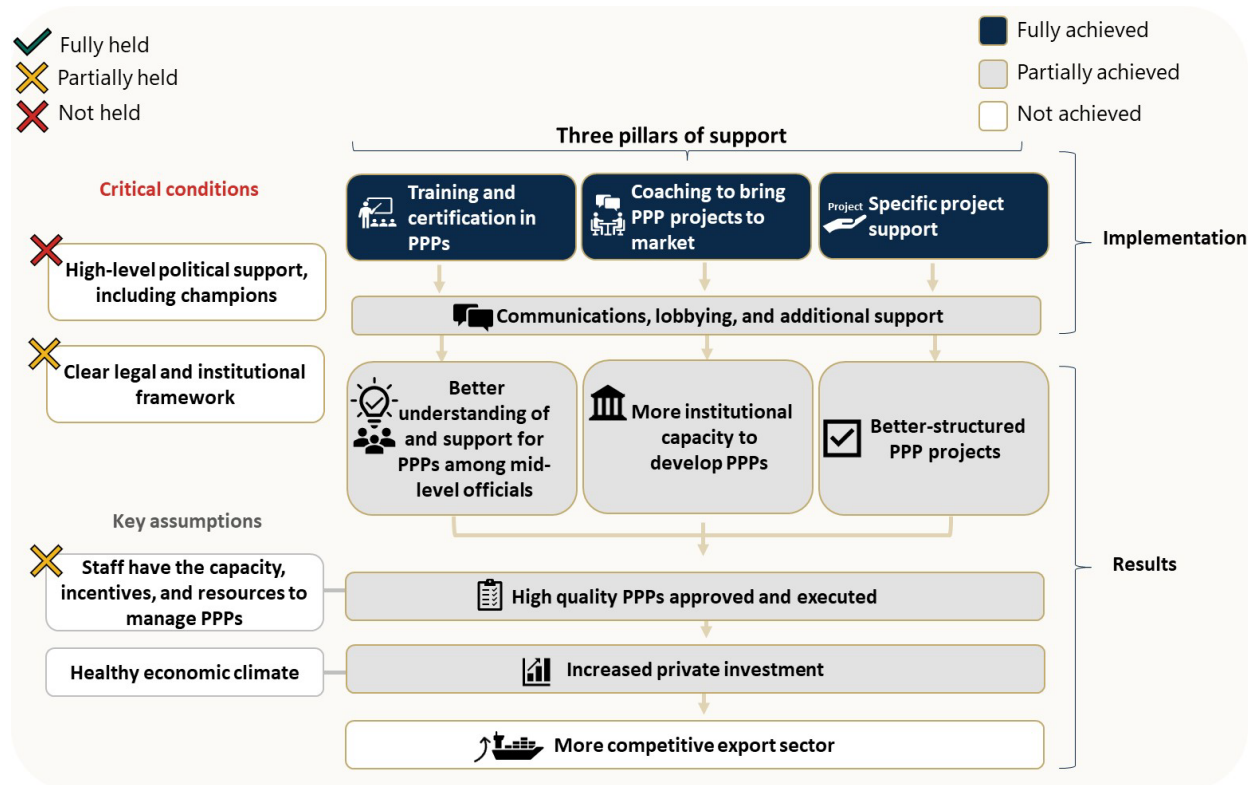 Fully held
Partially held
Not held
Fully achieved
Partially achieved
Not achieved
Three pillars of support
Critical conditions
High-level political support,
including champions
Clear legal and institutional
framework
Key assumptions
Staff have the capacity,
incentives, and resources to
manage PPPs
Healthy economic climate
Training and
certification in
PPPs
Coaching to bring
PPP projects to
market
Project
Specific project
support
Communications, lobbying, and additional support
Better
understanding of
and support for
PPPs among mid-
level officials
More institutional
capacity to
develop PPPs
Better-structured
PPP projects
High quality PPPs approved and executed
Increased private investment
More competitive export sector
Implementation
Results